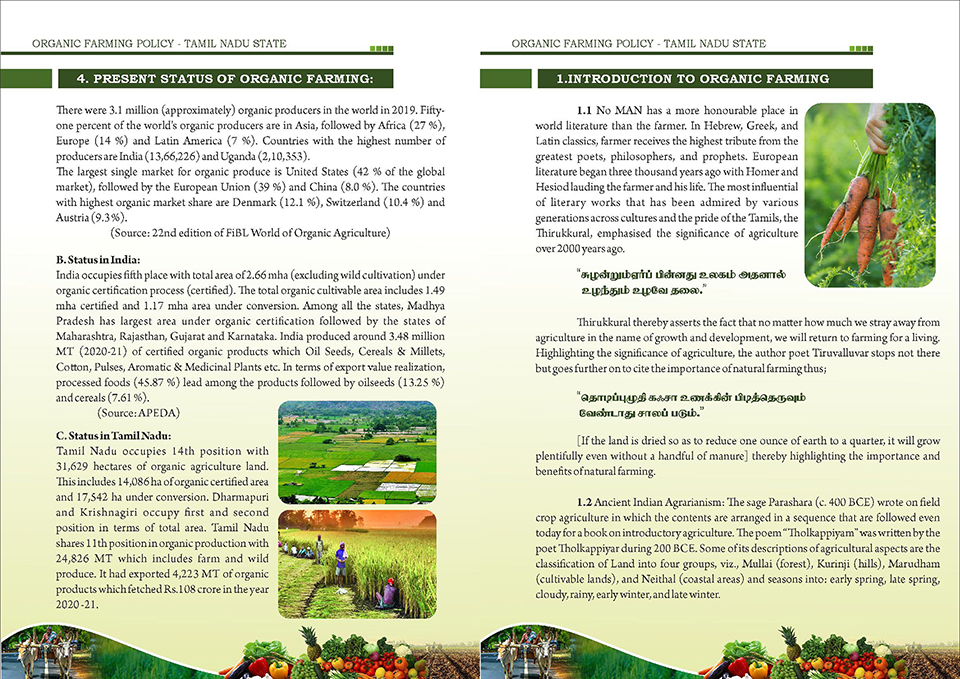 ORGANIC FARMING POLICY - TAMIL NADU STATE
4. PRESENT STATUS OF ORGANIC FARMING:
There were 3.1 million (approximately) organic producers in the world in 2019. Fifty-
one percent of the world's organic producers are in Asia, followed by Africa (27 %),
Europe (14 %) and Latin America (7 %). Countries with the highest number of
producers are India (13,66,226) and Uganda (2,10,353).
The largest single market for organic produce is United States (42 % of the global
market), followed by the European Union (39 %) and China (8.0 %). The countries
with highest organic market share are Denmark (12.1 %), Switzerland (10.4 %) and
Austria (9.3 %).
(Source: 22nd edition of FiBL World of Organic Agriculture)
B. Status in India:
India occupies fifth place with total area of 2.66 mha (excluding wild cultivation) under
organic certification process (certified). The total organic cultivable area includes 1.49
mha certified and 1.17 mha area under conversion. Among all the states, Madhya
Pradesh has largest area under organic certification followed by the states of
Maharashtra, Rajasthan, Gujarat and Karnataka. India produced around 3.48 million
MT (2020-21) of certified organic products which Oil Seeds, Cereals & Millets,
Cotton, Pulses, Aromatic & Medicinal Plants etc. In terms of export value realization,
processed foods (45.87 %) lead among the products followed by oilseeds (13.25 %)
and cereals (7.61 %).
(Source: APEDA)
C. Status in Tamil Nadu:
Tamil Nadu occupies 14th position with
31,629 hectares of organic agriculture land.
This includes 14,086 ha of organic certified area
and 17,542 ha under conversion. Dharmapuri
and Krishnagiri occupy first and second
position in terms of total area. Tamil Nadu
shares 11th position in organic production with
24,826 MT which includes farm and wild
produce. It had exported 4,223 MT of organic
products which fetched Rs.108 crore in the year
2020 -21.
ORGANIC FARMING POLICY - TAMIL NADU STATE
1.INTRODUCTION TO ORGANIC FARMING
1.1 No MAN has a more honourable place in
world literature than the farmer. In Hebrew, Greek, and
Latin classics, farmer receives the highest tribute from the
greatest poets, philosophers, and prophets. European
literature began three thousand years ago with Homer and
Hesiod lauding the farmer and his life. The most influential
of literary works that has been admired by various
generations across cultures and the pride of the Tamils, the
Thirukkural, emphasised the significance of agriculture
over 2000 years ago.
“சுழன்றும்ஏர்ப் பின்னது உலகம் அதனால்
உழந்தும் உழவே தலை.”
Thirukkural thereby asserts the fact that no matter how much we stray away from
agriculture in the name of growth and development, we will return to farming for a living.
Highlighting the significance of agriculture, the author poet Tiruvalluvar stops not there
but goes further on to cite the importance of natural farming thus;
“தொடிப்புழுதி கஃசா உணக்கின் பிடித்தெருவும்
வேண்டாது சாலப் படும்.”
[If the land is dried so as to reduce one ounce of earth to a quarter, it will grow
plentifully even without a handful of manure] thereby highlighting the importance and
benefits of natural farming.
1.2 Ancient Indian Agrarianism: The sage Parashara (c. 400 BCE) wrote on field
crop agriculture in which the contents are arranged in a sequence that are followed even
today for a book on introductory agriculture. The poem “Tholkappiyam” was written by the
poet Tholkappiyar during 200 BCE. Some of its descriptions of agricultural aspects are the
classification of Land into four groups, viz., Mullai (forest), Kurinji (hills), Marudham
(cultivable lands), and Neithal (coastal areas) and seasons into: early spring, late spring,
cloudy, rainy, early winter, and late winter.